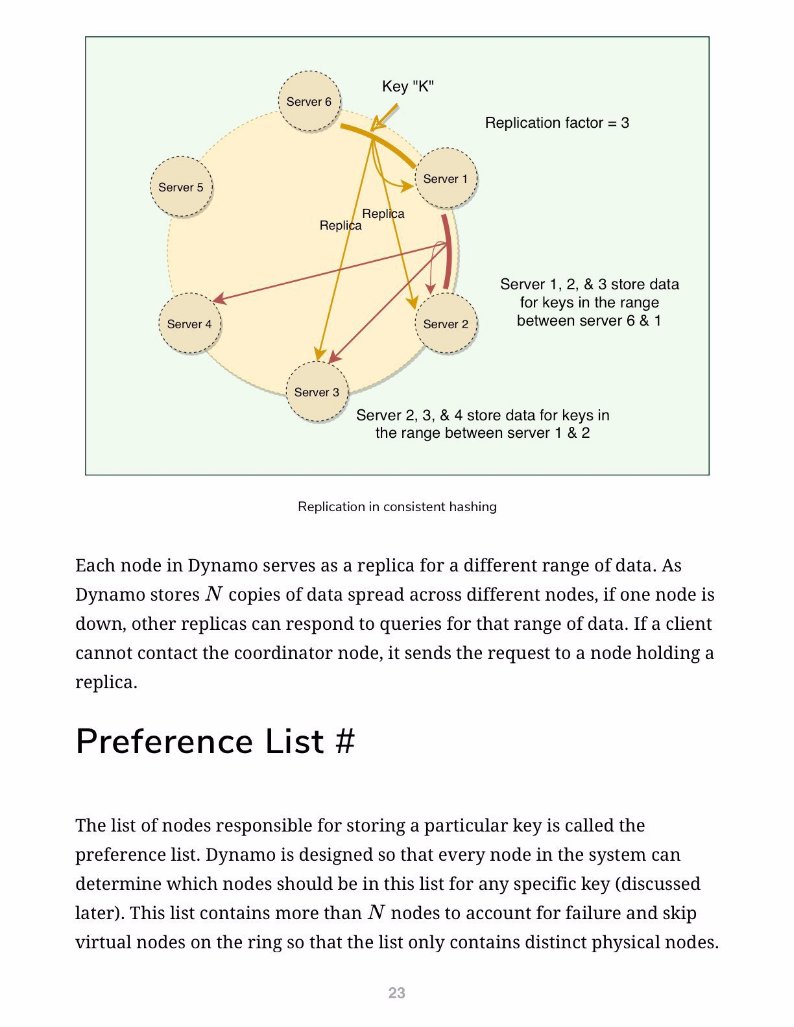 Key "K"
Server 6
Replication factor = 3
Server 1
Server 5
Replica
Replica
Server 1, 2, & 3 store data
for keys in the range
between server 6 & 1
Server 4
Server 2
Server 3
Server 2, 3, & 4 store data for keys in
the range between server 1 & 2
Replication in consistent hashing
Each node in Dynamo serves as a replica for a different range of data. As
Dynamo stores N copies of data spread across different nodes, if one node is
down, other replicas can respond to queries for that range of data. If a client
cannot contact the coordinator node, it sends the request to a node holding a
replica.
Preference List #
The list of nodes responsible for storing a particular key is called the
preference list. Dynamo is designed so that every node in the system can
determine which nodes should be in this list for any specific key (discussed
later). This list contains more than N nodes to account for failure and skip
virtual nodes on the ring so that the list only contains distinct physical nodes.
23